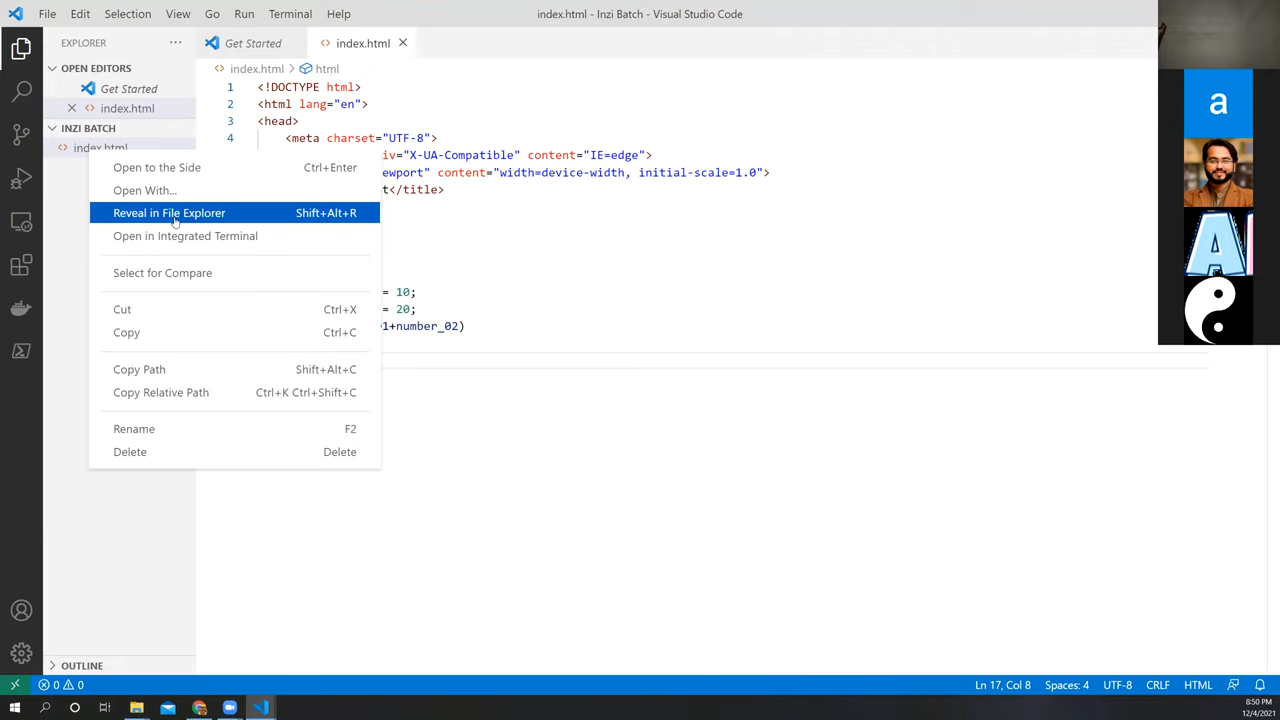 File Edit Selection View Go Run Terminal Help
index.html - Inzi Batch - Visual Studio Code
EXPLORER ···
OPEN EDITORS
Get Started
index.html
INZI BATCH
index.html
Get Started
index.html
index.html > html
1 <!DOCTYPE html>
2 <html lang="en">
3 <head>
4 <meta charset="UTF-8">
iv="X-UA-Compatible" content="IE=edge">
ewport" content="width=device-width, initial-scale=1.0">
t</title>
= 10;
= 20;
1+number_02)
Open to the Side Ctrl+Enter
Open With...
Reveal in File Explorer Shift+Alt+R
Open in Integrated Terminal
Select for Compare
Cut Ctrl+X
Copy Ctrl+C
Copy Path Shift+Alt+C
Copy Relative Path Ctrl+K Ctrl+Shift+C
Rename F2
Delete Delete
OUTLINE
a
AI
0 0
Ln 17, Col 8 Spaces: 4 UTF-8 CRLF HTML
8:50 PM
12/4/2021